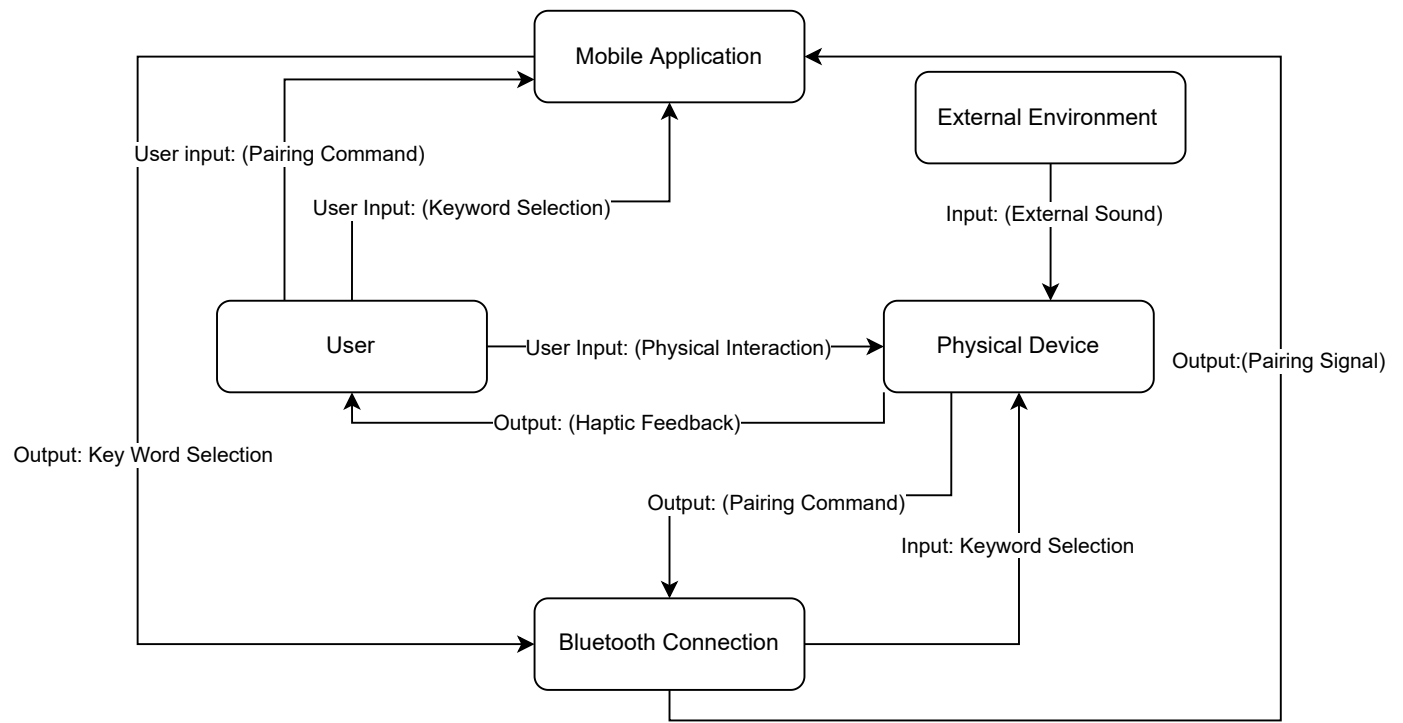 Mobile Application
External Environment
User input: (Pairing Command)
User Input: (Keyword Selection)
Input: (External Sound)
User
User Input: (Physical Interaction)
Physical Device
Output:(Pairing Signal)
Output: (Haptic Feedback)
Output: Key Word Selection
Output: (Pairing Command)
Input: Keyword Selection
Bluetooth Connection